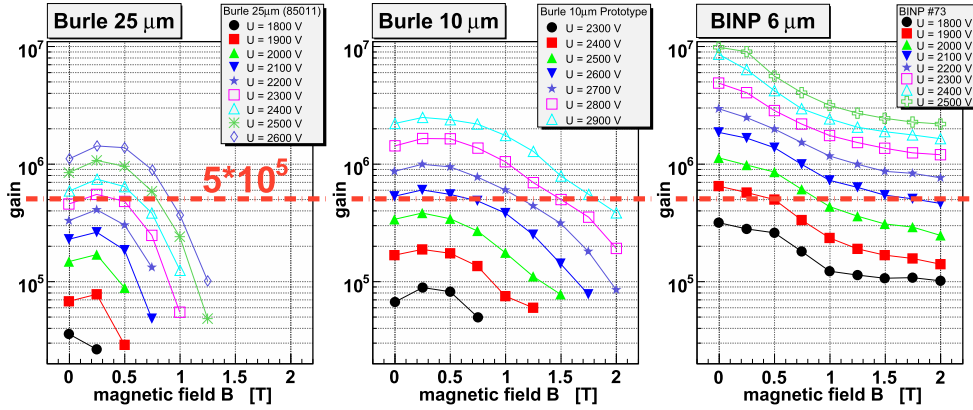 Burle 25 μm
Burle 25μm (85011)
U = 1800 V
U = 1900 V
U = 2000 V
U = 2100 V
U = 2200 V
U = 2300 V
U = 2400 V
U = 2500 V
U = 2600 V
10⁷
10⁶
10⁵
gain
5*10⁵
0 0.5 1 1.5 2
magnetic field B [T]
Burle 10 μm
Burle 10μm Prototype
U = 2300 V
U = 2400 V
U = 2500 V
U = 2600 V
U = 2700 V
U = 2800 V
U = 2900 V
10⁷
10⁶
10⁵
gain
0 0.5 1 1.5 2
magnetic field B [T]
BINP 6 μm
BINP #73
U = 1800 V
U = 1900 V
U = 2000 V
U = 2100 V
U = 2200 V
U = 2300 V
U = 2400 V
U = 2500 V
10⁷
10⁶
10⁵
gain
0 0.5 1 1.5 2
magnetic field B [T]